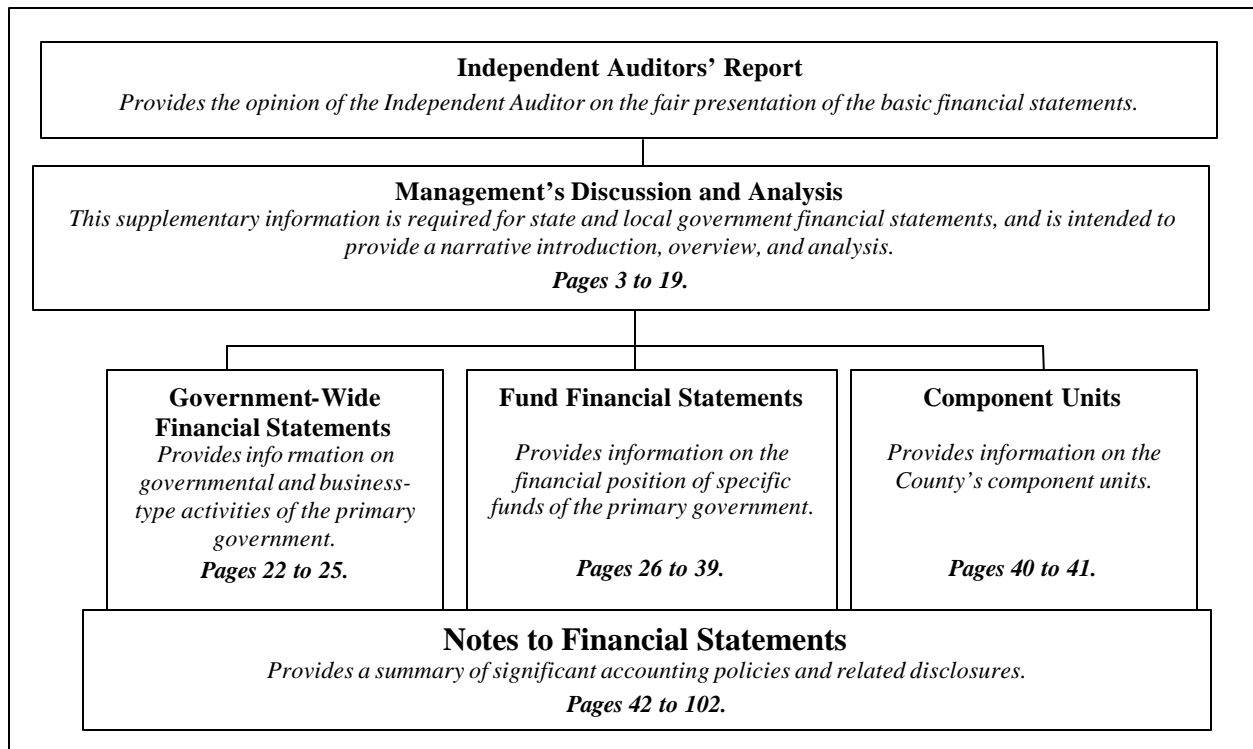 Independent Auditors’ Report
Provides the opinion of the Independent Auditor on the fair presentation of the basic financial statements.
Management’s Discussion and Analysis
This supplementary information is required for state and local government financial statements, and is intended to
provide a narrative introduction, overview, and analysis.
Pages 3 to 19.
Government-Wide
Financial Statements
Provides info rmation on
governmental and business-
type activities of the primary
government.
Pages 22 to 25.
Fund Financial Statements
Provides information on the
financial position of specific
funds of the primary government.
Pages 26 to 39.
Component Units
Provides information on the
County’s component units.
Pages 40 to 41.
Notes to Financial Statements
Provides a summary of significant accounting policies and related disclosures.
Pages 42 to 102.